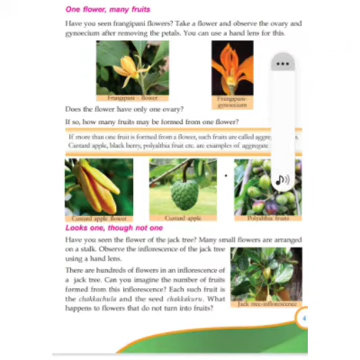 One flower, many fruits
Have you seen frangipani flowers? Take a flower and observe the ovary and
gynoecium after removing the petals. You can use a hand lens for this.
Frangipani - flower
Frangipani-
gynoecium
Does the flower have only one ovary?
If so, how many fruits may be formed from one flower?
If more than one fruit is formed from a flower, such fruits are called
Custard apple, black berry, polyalthia fruit etc. are examples of aggregate
Custard apple flower
Custard apple
Polyalthia fruits
Looks one, though not one
Have you seen the flower of the jack tree? Many small flowers are arranged
on a stalk. Observe the inflorescence of the jack tree
using a hand lens.
There are hundreds of flowers in an inflorescence of
a jack tree. Can you imagine the number of fruits
formed from this inflorescence? Each such fruit is
the chakkachula and the seed chakkakuru. What
happens to flowers that do not turn into fruits?
Jack tree-inflorescence